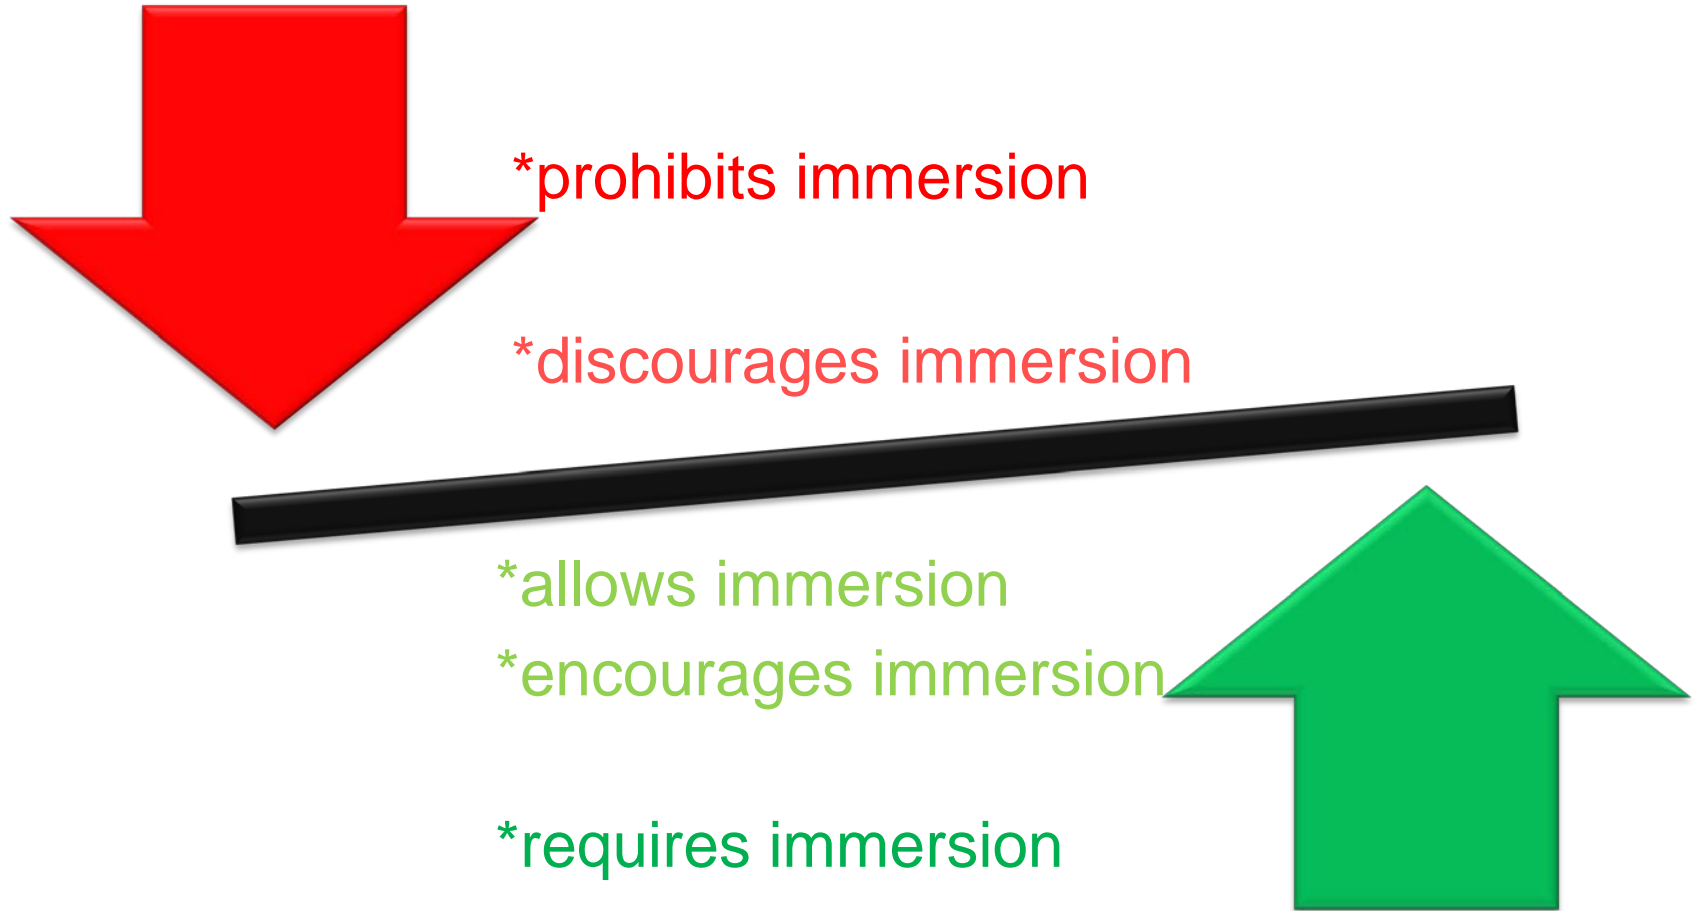 *prohibits immersion
*discourages immersion
*allows immersion
*encourages immersion
*requires immersion